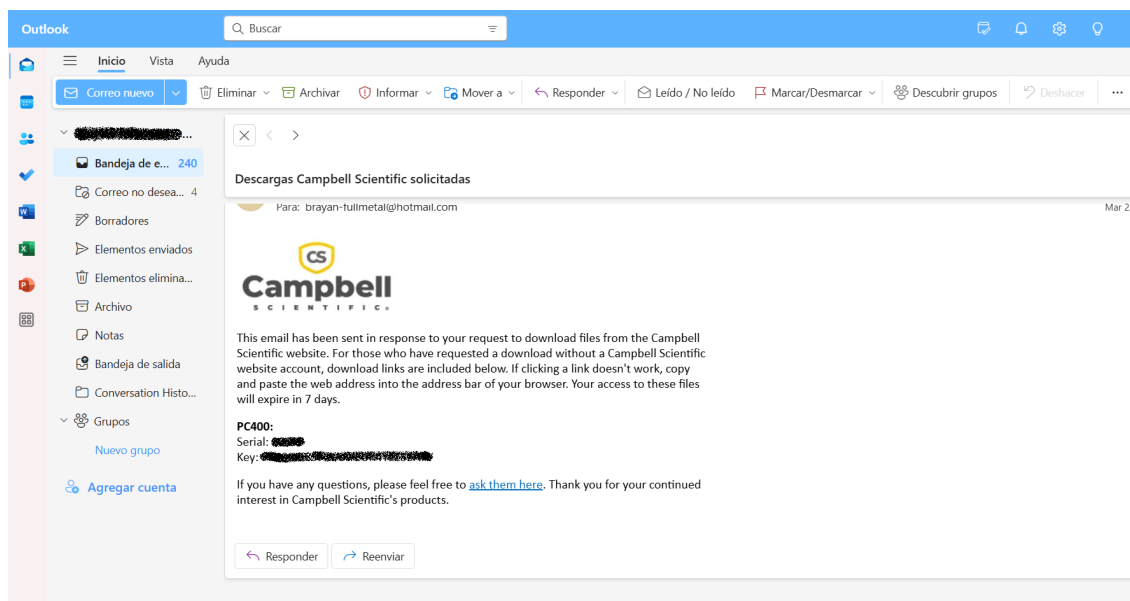 Outlook
Buscar
Inicio Vista Ayuda
Correo nuevo Eliminar Archivar Informar Mover a Responder Leído / No leído Marcar/Desmarcar Descubrir grupos Deshacer ...
...
Bandeja de e... 240
Correo no desea... 4
Borradores
Elementos enviados
Elementos elimina...
Archivo
Notas
Bandeja de salida
Conversation Histo...
Grupos
Nuevo grupo
Agregar cuenta
Descargas Campbell Scientific solicitadas
Para: brayan-fullmetal@hotmail.com
Mar 2
CS
Campbell
SCIENTIFIC®
This email has been sent in response to your request to download files from the Campbell
Scientific website. For those who have requested a download without a Campbell Scientific
website account, download links are included below. If clicking a link doesn't work, copy
and paste the web address into the address bar of your browser. Your access to these files
will expire in 7 days.
PC400:
Serial:
Key:
If you have any questions, please feel free to ask them here. Thank you for your continued
interest in Campbell Scientific's products.
Responder Reenviar